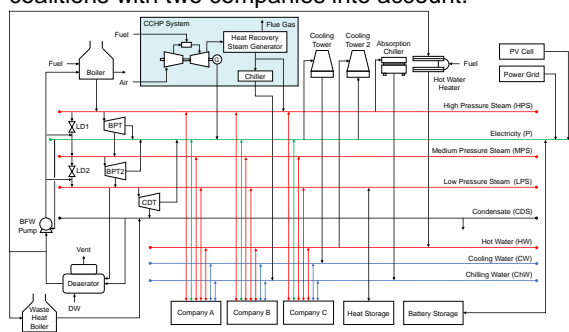 coalitions with two companies into account.
CCHP System
Flue Gas
Fuel
Heat Recovery
Steam Generator
G
Chiller
Air
Fuel
Boiler
Cooling
Tower
Cooling
Tower 2
Absorption
Chiller
Fuel
Hot Water
Heater
PV Cell
Power Grid
High Pressure Steam (HPS)
LD1
BPT
Electricity (P)
Medium Pressure Steam (MPS)
LD2
BPT2
Low Pressure Steam (LPS)
CDT
Condensate (CDS)
BFW
Pump
Vent
Hot Water (HW)
Cooling Water (CW)
Deaerator
Chilling Water (ChW)
DW
Waste
Heat
Boiler
Company A
Company B
Company C
Heat Storage
Battery Storage